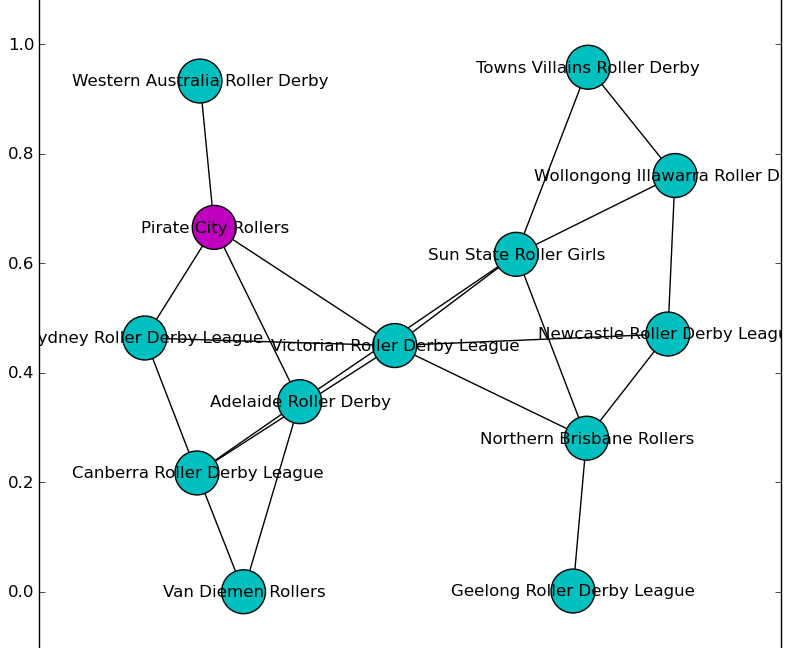 1.0
Towns Villains Roller Derby
Western Australia Roller Derby
0.8
Wollongong Illawarra Roller D
Pirate City Rollers
0.6
Sun State Roller Girls
ydney Roller Derby League
Victorian Roller Derby League
Newcastle Roller Derby Leagu
0.4
Adelaide Roller Derby
Northern Brisbane Rollers
Canberra Roller Derby League
0.2
0.0
Van Diemen Rollers
Geelong Roller Derby League